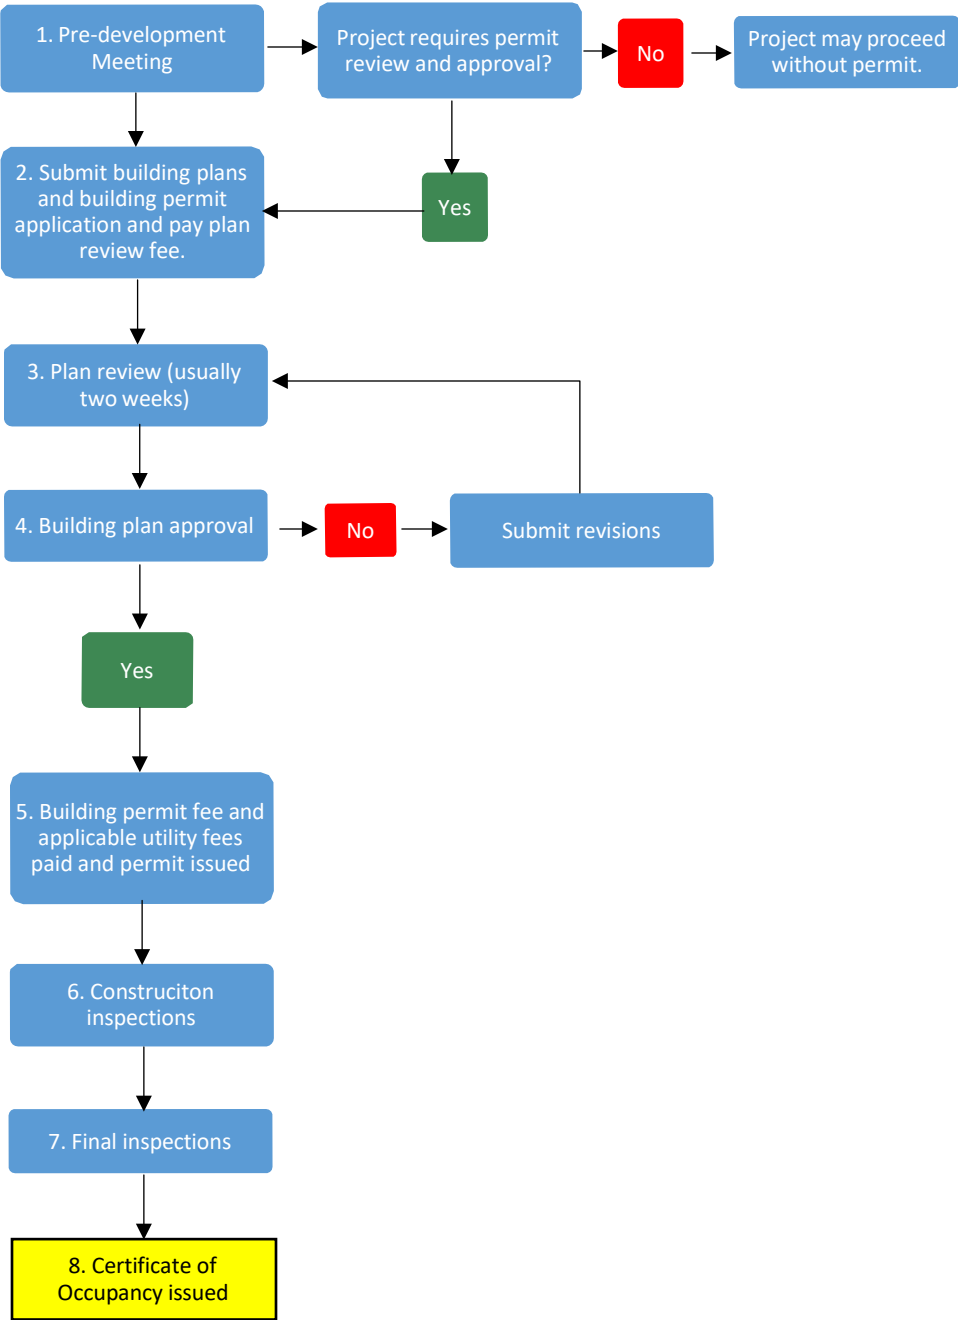 1. Pre-development
Meeting
Project requires permit
review and approval?
No
Project may proceed
without permit.
2. Submit building plans
and building permit
application and pay plan
review fee.
Yes
3. Plan review (usually
two weeks)
4. Building plan approval
No
Submit revisions
Yes
5. Building permit fee and
applicable utility fees
paid and permit issued
6. Construciton
inspections
7. Final inspections
8. Certificate of
Occupancy issued